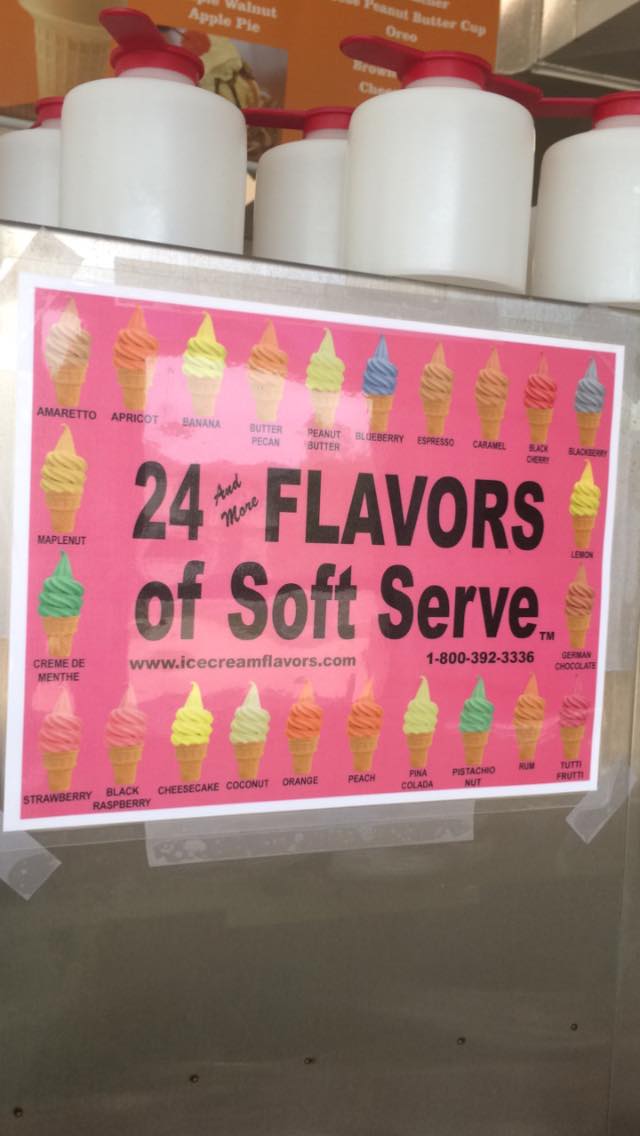 Walnut
Apple Pie
Peanut Butter Cup
Oreo
AMARETTO APRICOT BANANA BUTTER PECAN PEANUT BUTTER BLUEBERRY ESPRESSO CARAMEL BLACK CHERRY BLACKBERRY
24 And More FLAVORS
MAPLENUT
LEMON
of Soft Serve TM
CREME DE MENTHE
www.icecreamflavors.com 1-800-392-3336
GERMAN CHOCOLATE
STRAWBERRY BLACK RASPBERRY CHEESECAKE COCONUT ORANGE PEACH PINA COLADA PISTACHIO NUT RUM TUTTI FRUTTI